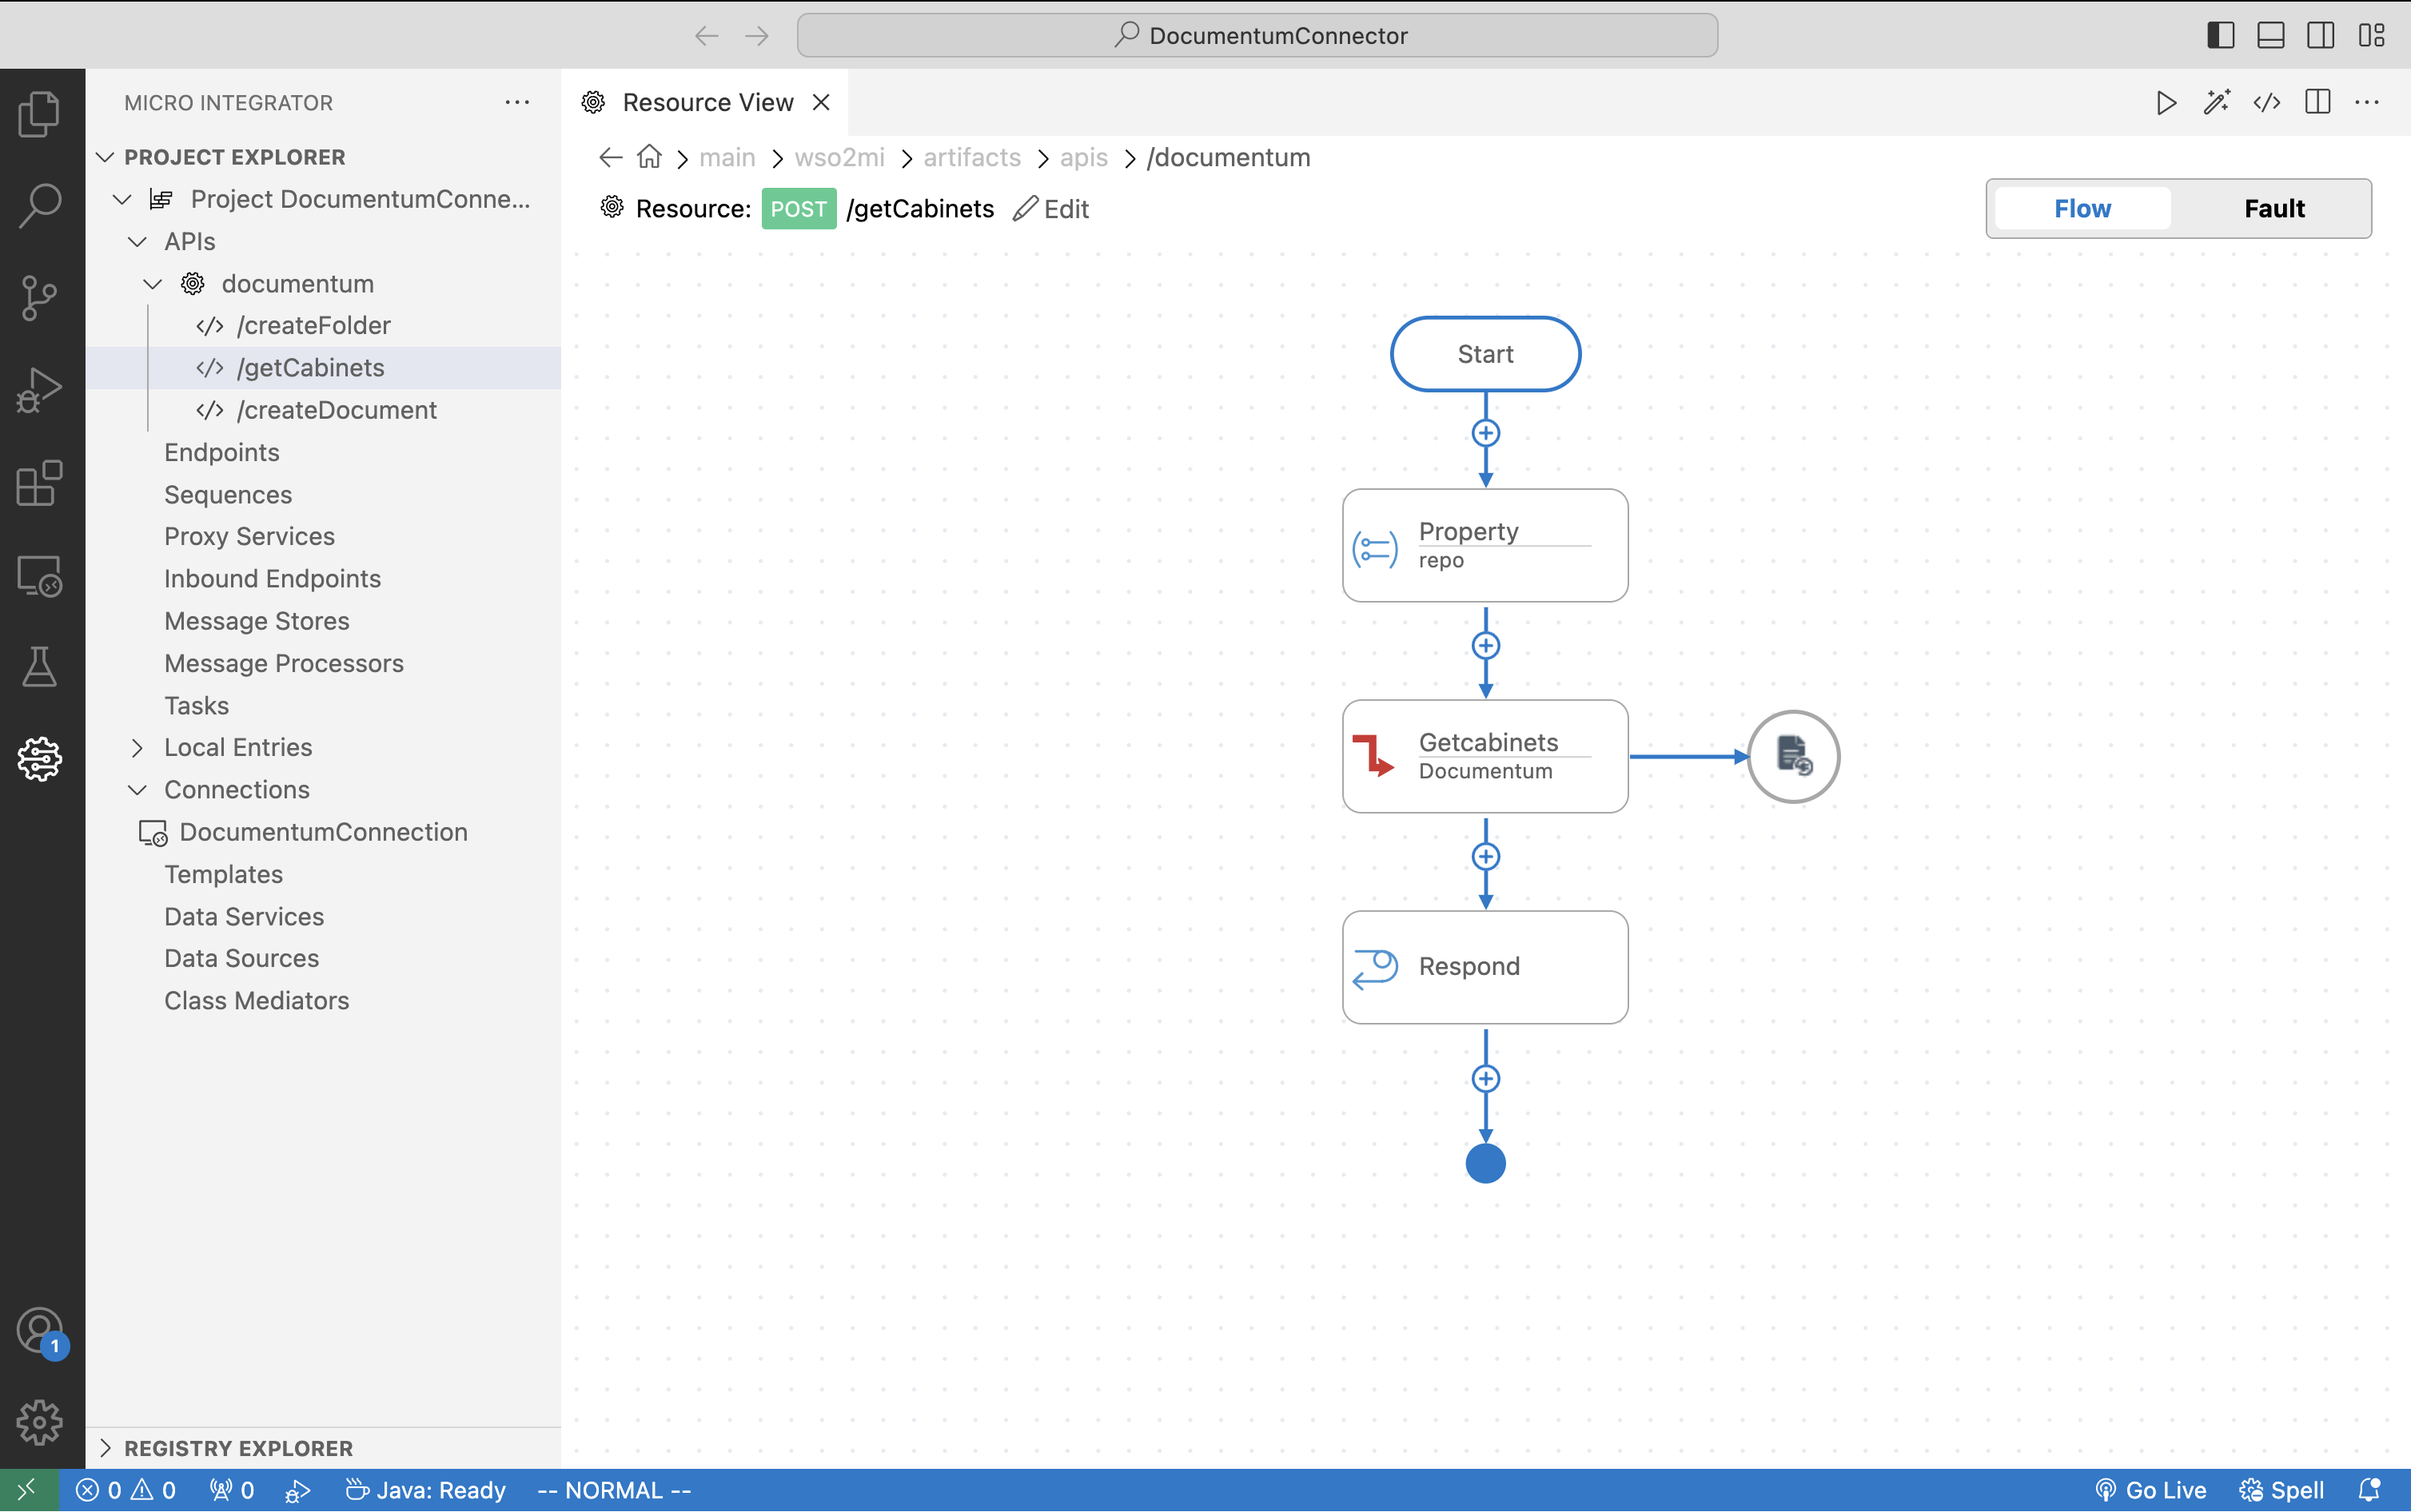 DocumentumConnector
MICRO INTEGRATOR
PROJECT EXPLORER
Project DocumentumConne...
APIs
documentum
/createFolder
/getCabinets
/createDocument
Endpoints
Sequences
Proxy Services
Inbound Endpoints
Message Stores
Message Processors
Tasks
Local Entries
Connections
DocumentumConnection
Templates
Data Services
Data Sources
Class Mediators
REGISTRY EXPLORER
Resource View
main > wso2mi > artifacts > apis > /documentum
Resource: POST /getCabinets Edit
Flow Fault
Start
Property
repo
Getcabinets
Documentum
Respond
1
0 0 0 Java: Ready -- NORMAL -- Go Live Spell